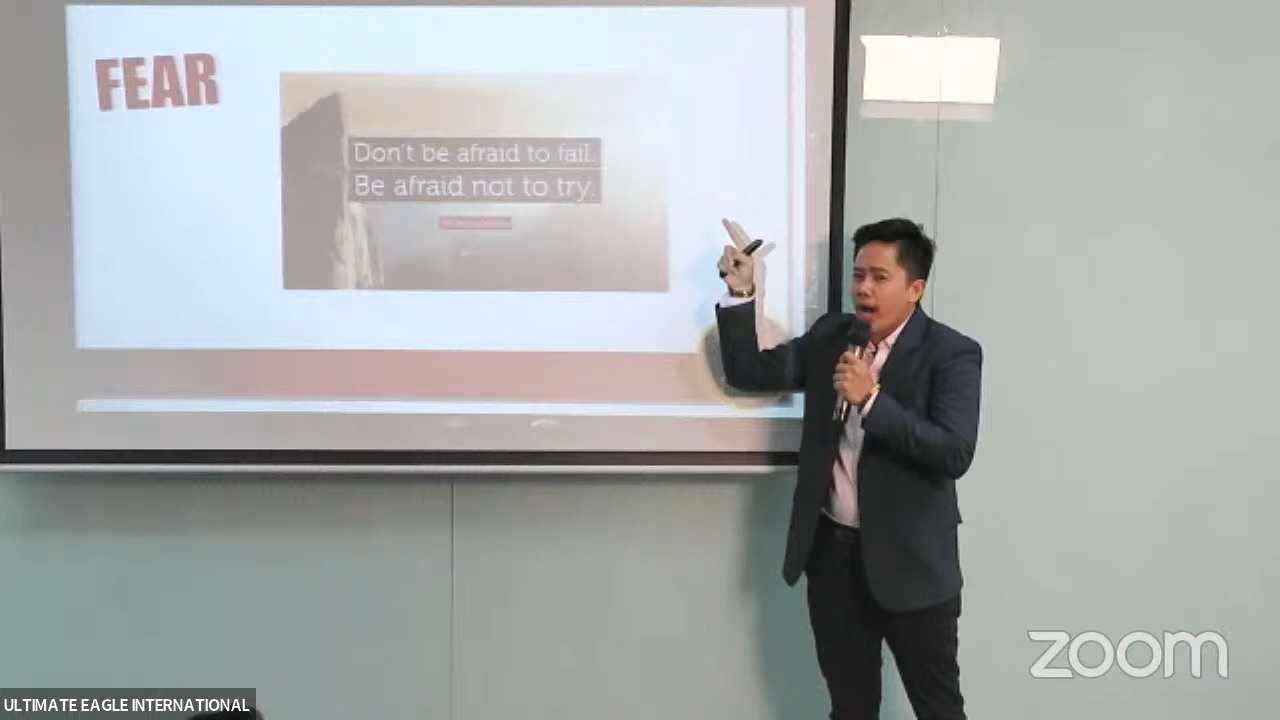 FEAR
Don't be afraid to fail.
Be afraid not to try.
zoom
ULTIMATE EAGLE INTERNATIONAL